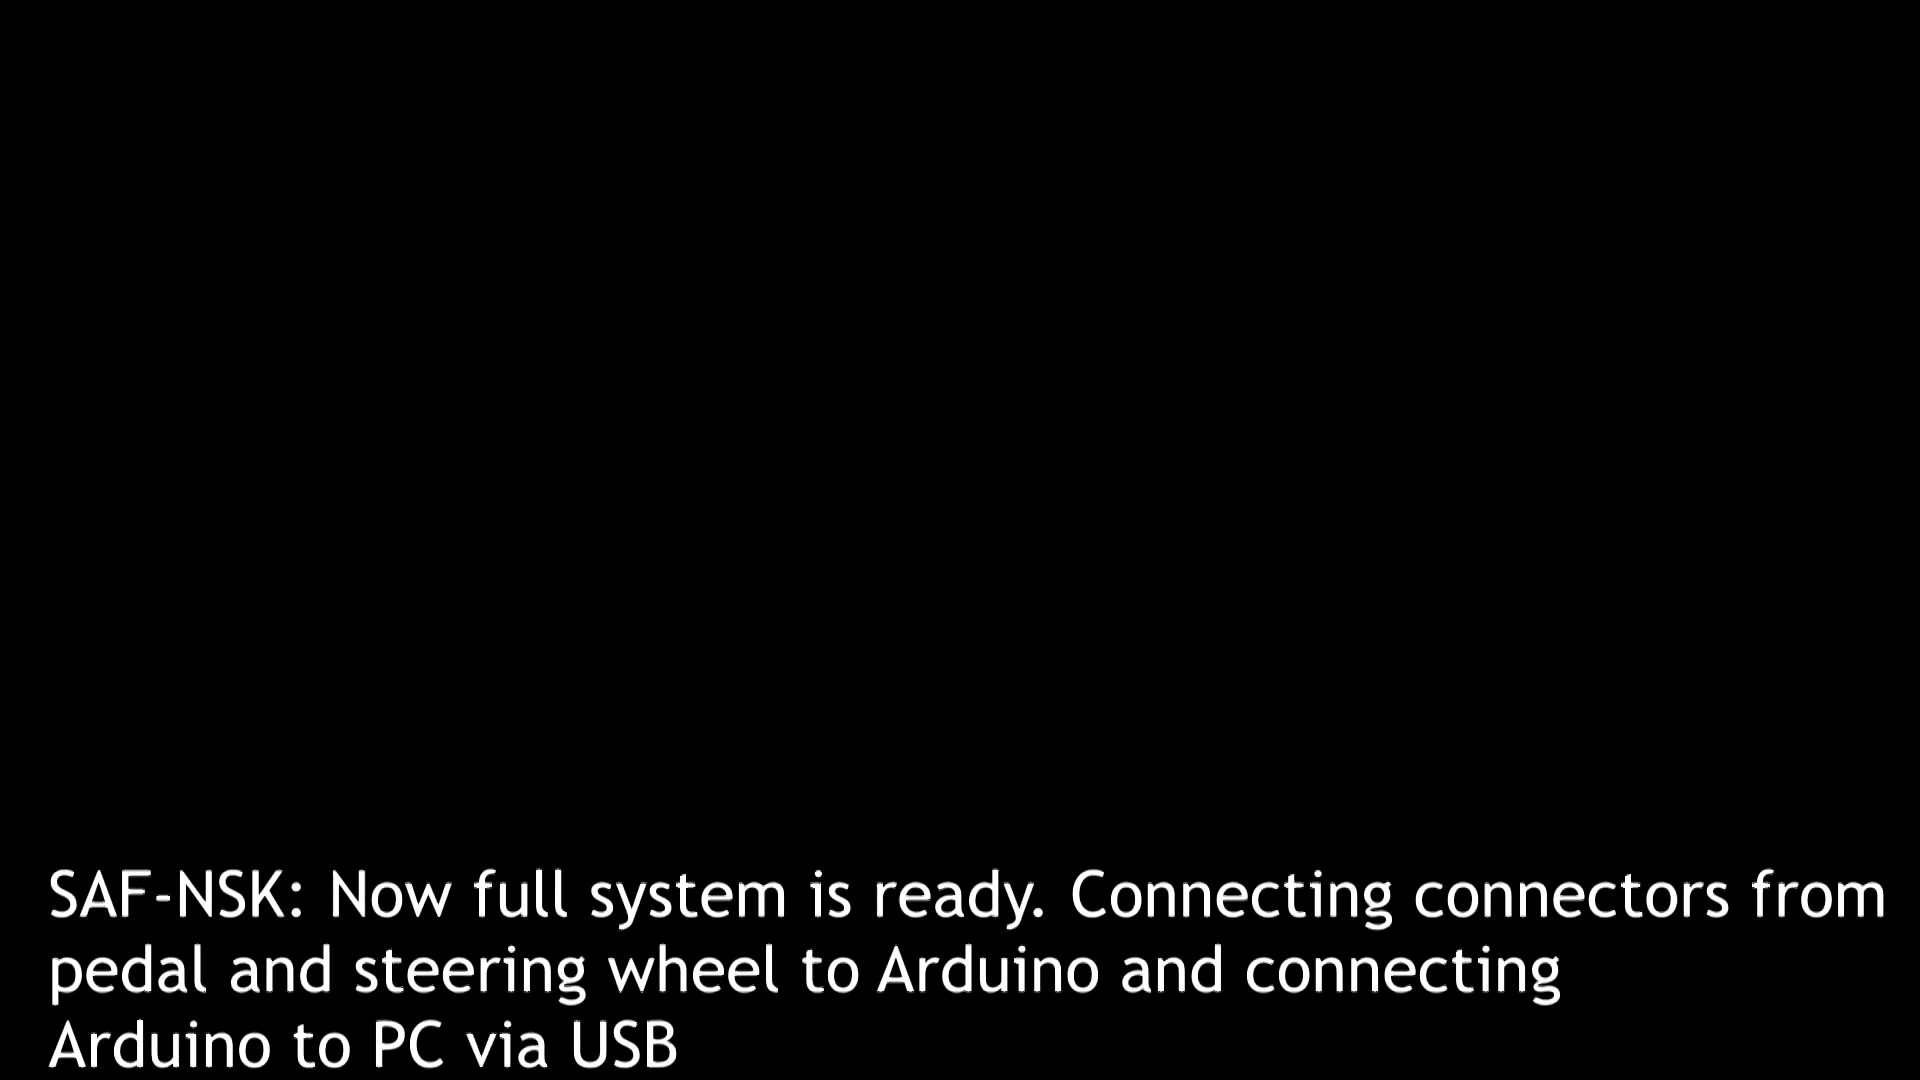 SAF-NSK: Now full system is ready. Connecting connectors from
pedal and steering wheel to Arduino and connecting
Arduino to PC via USB